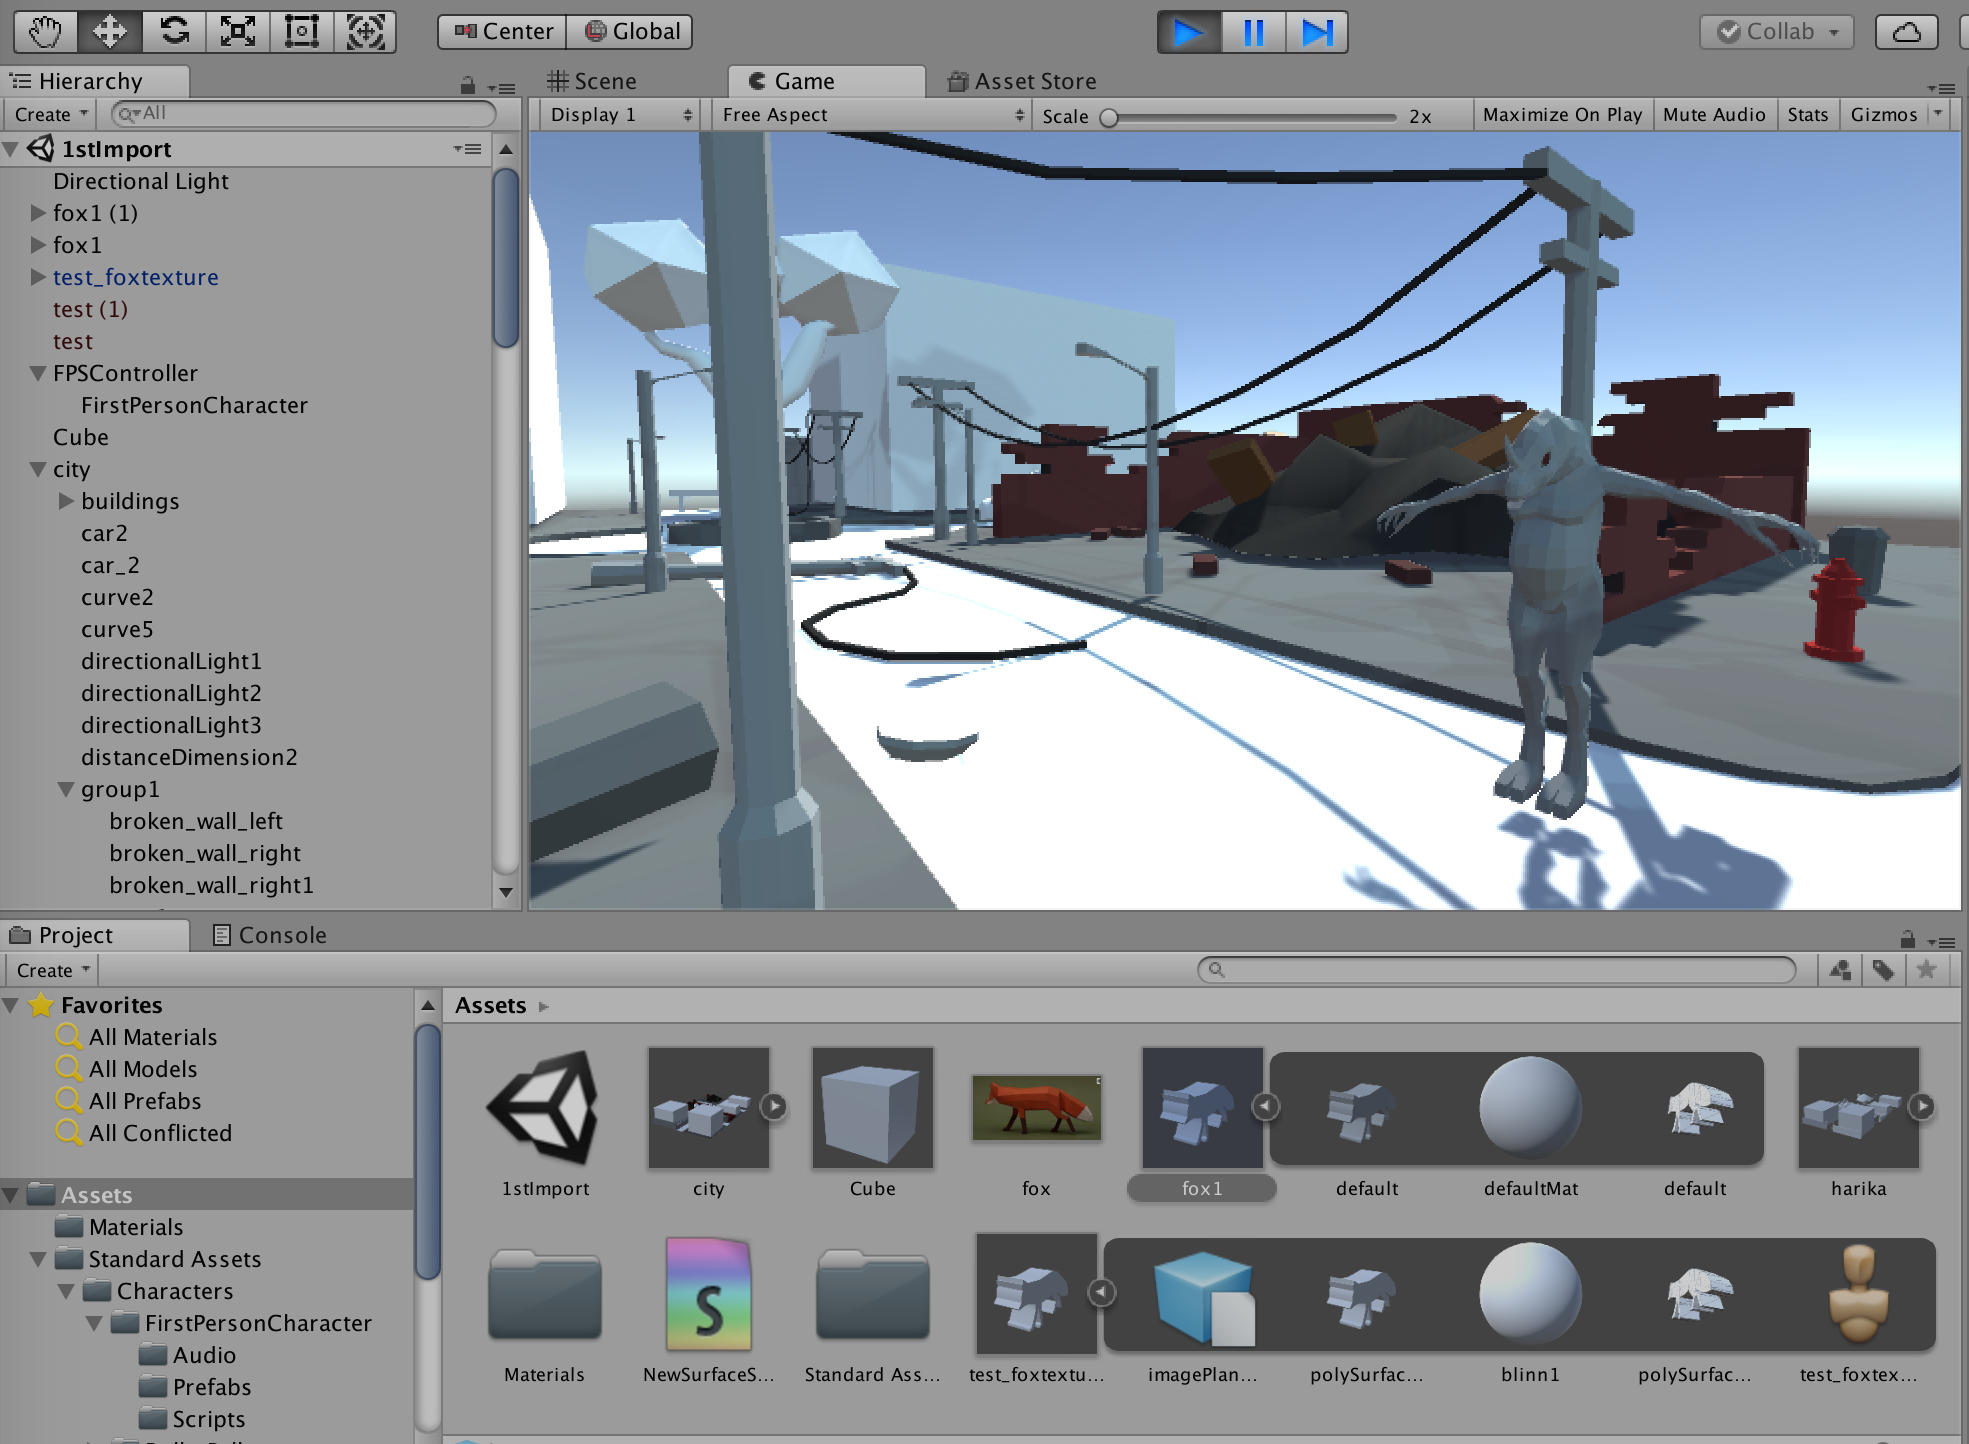 Center Global
Collab
Hierarchy
Create All
1stImport
Directional Light
fox1 (1)
fox1
test_foxtexture
test (1)
test
FPSController
FirstPersonCharacter
Cube
city
buildings
car2
car_2
curve2
curve5
directionalLight1
directionalLight2
directionalLight3
distanceDimension2
group1
broken_wall_left
broken_wall_right
broken_wall_right1
Scene Game Asset Store
Display 1 Free Aspect Scale 2x Maximize On Play Mute Audio Stats Gizmos
Project Console
Create
Favorites
All Materials
All Models
All Prefabs
All Conflicted
Assets
Materials
Standard Assets
Characters
FirstPersonCharacter
Audio
Prefabs
Scripts
Assets
1stImport city Cube fox fox1 default defaultMat default harika
S
Materials NewSurfaceS... Standard Ass... test_foxtextu... imagePlan... polySurfac... blinn1 polySurfac... test_foxtex...